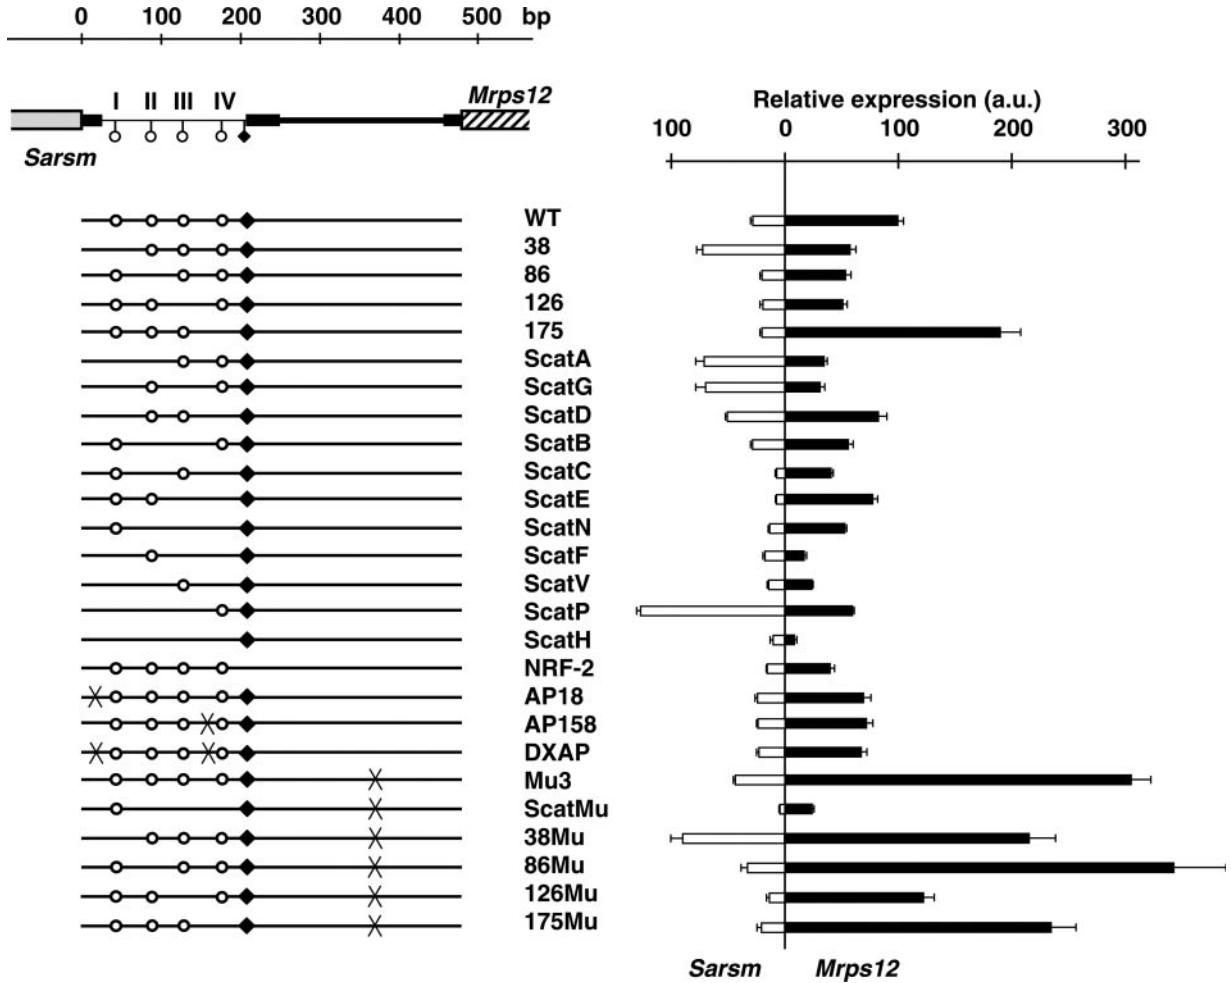 0 100 200 300 400 500 bp
I II III IV
Mrps12
Sarsm
Relative expression (a.u.)
100 0 100 200 300
WT
38
86
126
175
ScatA
ScatG
ScatD
ScatB
ScatC
ScatE
ScatN
ScatF
ScatV
ScatP
ScatH
NRF-2
AP18
AP158
DXAP
Mu3
ScatMu
38Mu
86Mu
126Mu
175Mu
Sarsm Mrps12